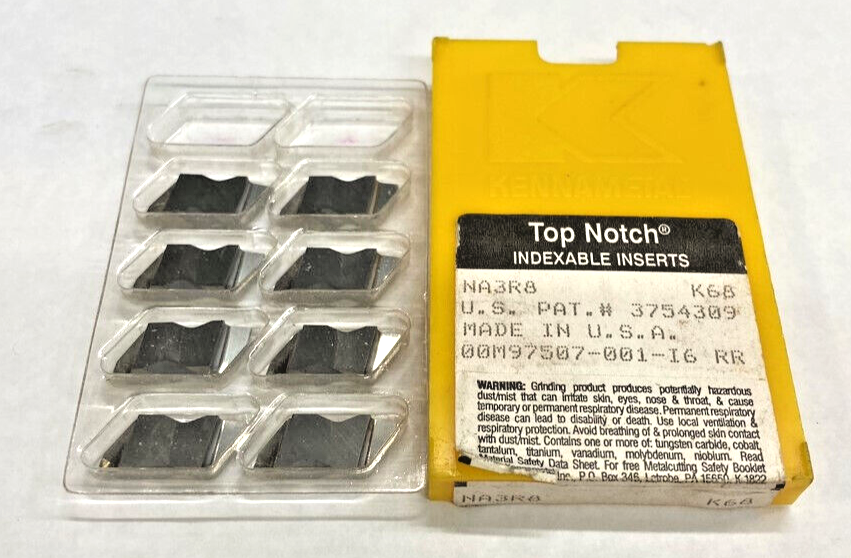 KENNAMETAL
Top Notch®
INDEXABLE INSERTS
NA3R8 K68
U.S. PAT.# 3754309
MADE IN U.S.A.
00M97507-001-I6 RR
WARNING: Grinding product produces potentially hazardous
dust/mist that can irritate skin, eyes, nose & throat, & cause
temporary or permanent respiratory disease. Permanent respiratory
disease can lead to disability or death. Use local ventilation &
respiratory protection. Avoid breathing of & prolonged skin contact
with dust/mist. Contains one or more of: tungsten carbide, cobalt,
tantalum, titanium, vanadium, molybdenum, niobium. Read
Material Safety Data Sheet. For free Metalcutting Safety Booklet
Inc., P.O. Box 346, Latrobe, PA 15650. K 1822
NA3R8 K68